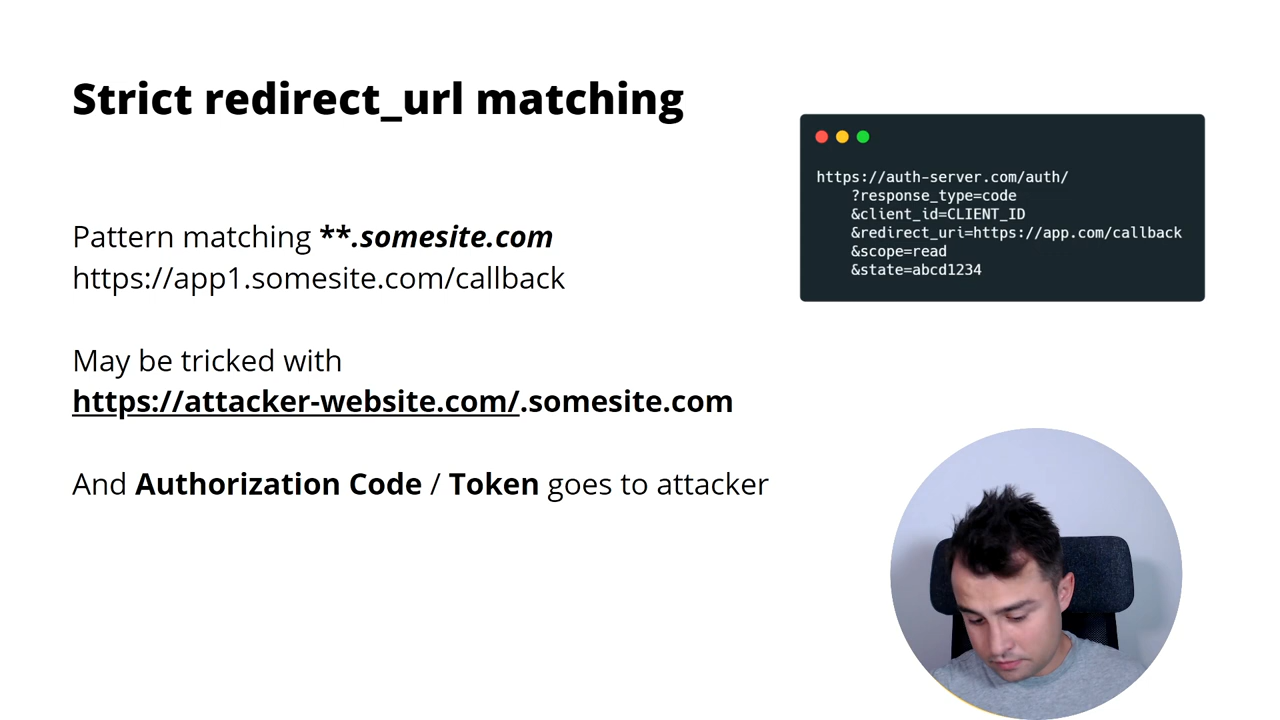 Strict redirect_url matching
Pattern matching **.somesite.com
https://app1.somesite.com/callback
May be tricked with
https://attacker-website.com/.somesite.com
And Authorization Code / Token goes to attacker
https://auth-server.com/auth/
?response_type=code
&client_id=CLIENT_ID
&redirect_uri=https://app.com/callback
&scope=read
&state=abcd1234